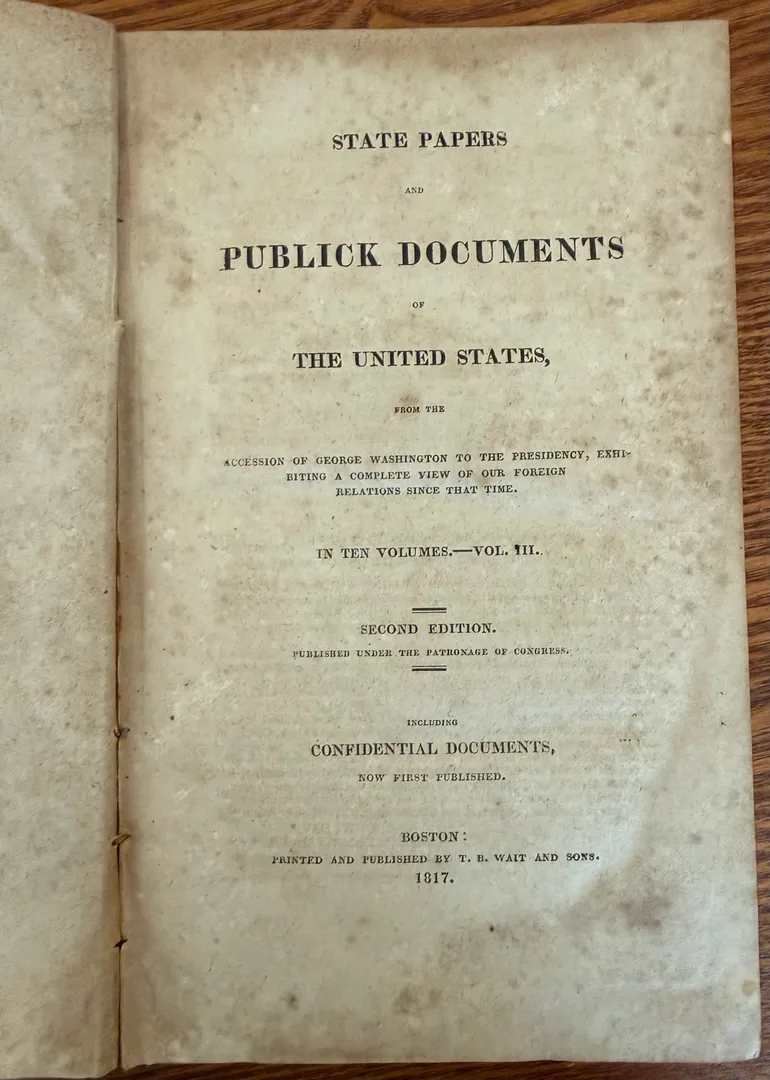 STATE PAPERS
AND
PUBLICK DOCUMENTS
OF
THE UNITED STATES,
FROM THE
ACCESSION OF GEORGE WASHINGTON TO THE PRESIDENCY, EXHI-
BITING A COMPLETE VIEW OF OUR FOREIGN
RELATIONS SINCE THAT TIME.
IN TEN VOLUMES.—VOL. III.
SECOND EDITION.
PUBLISHED UNDER THE PATRONAGE OF CONGRESS.
INCLUDING
CONFIDENTIAL DOCUMENTS,
NOW FIRST PUBLISHED.
BOSTON:
PRINTED AND PUBLISHED BY T. B. WAIT AND SONS.
1817.